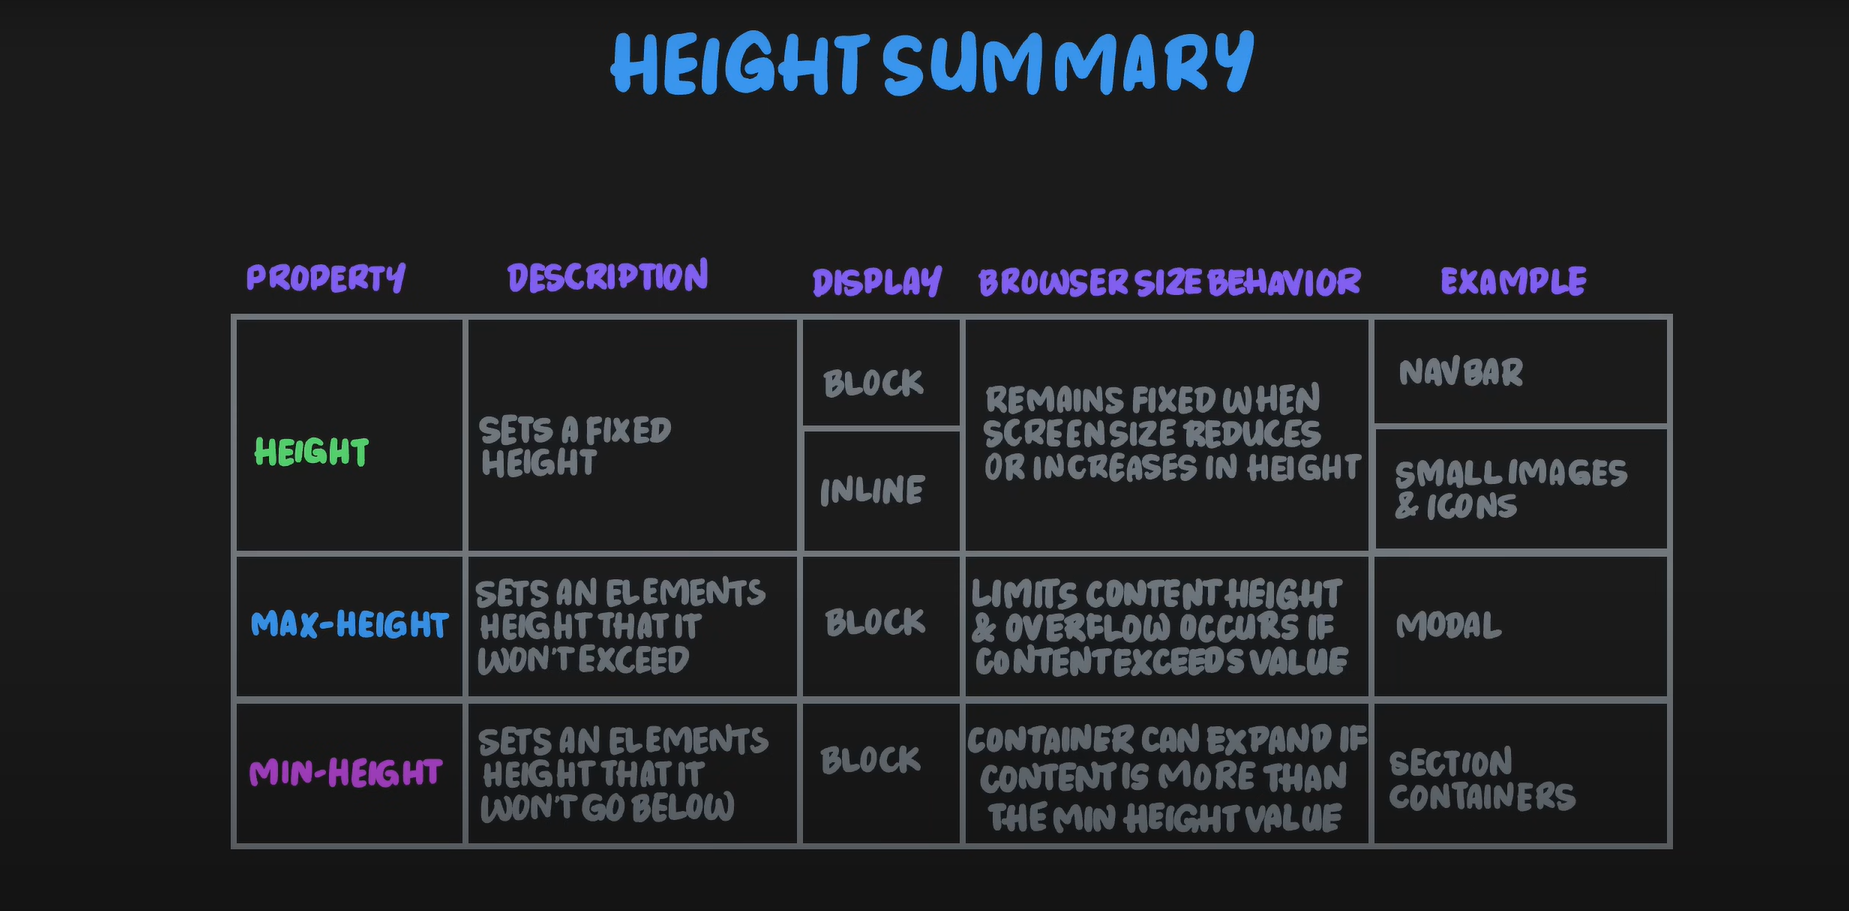 HEIGHT SUMMARY
PROPERTY
DESCRIPTION
DISPLAY
BROWSER SIZE BEHAVIOR
EXAMPLE
HEIGHT
SETS A FIXED
HEIGHT
BLOCK
INLINE
REMAINS FIXED WHEN
SCREEN SIZE REDUCES
OR INCREASES IN HEIGHT
NAVBAR
SMALL IMAGES
& ICONS
MAX-HEIGHT
SETS AN ELEMENTS
HEIGHT THAT IT
WON'T EXCEED
BLOCK
LIMITS CONTENT HEIGHT
& OVERFLOW OCCURS IF
CONTENT EXCEEDS VALUE
MODAL
MIN-HEIGHT
SETS AN ELEMENTS
HEIGHT THAT IT
WON'T GO BELOW
BLOCK
CONTAINER CAN EXPAND IF
CONTENT IS MORE THAN
THE MIN HEIGHT VALUE
SECTION
CONTAINERS